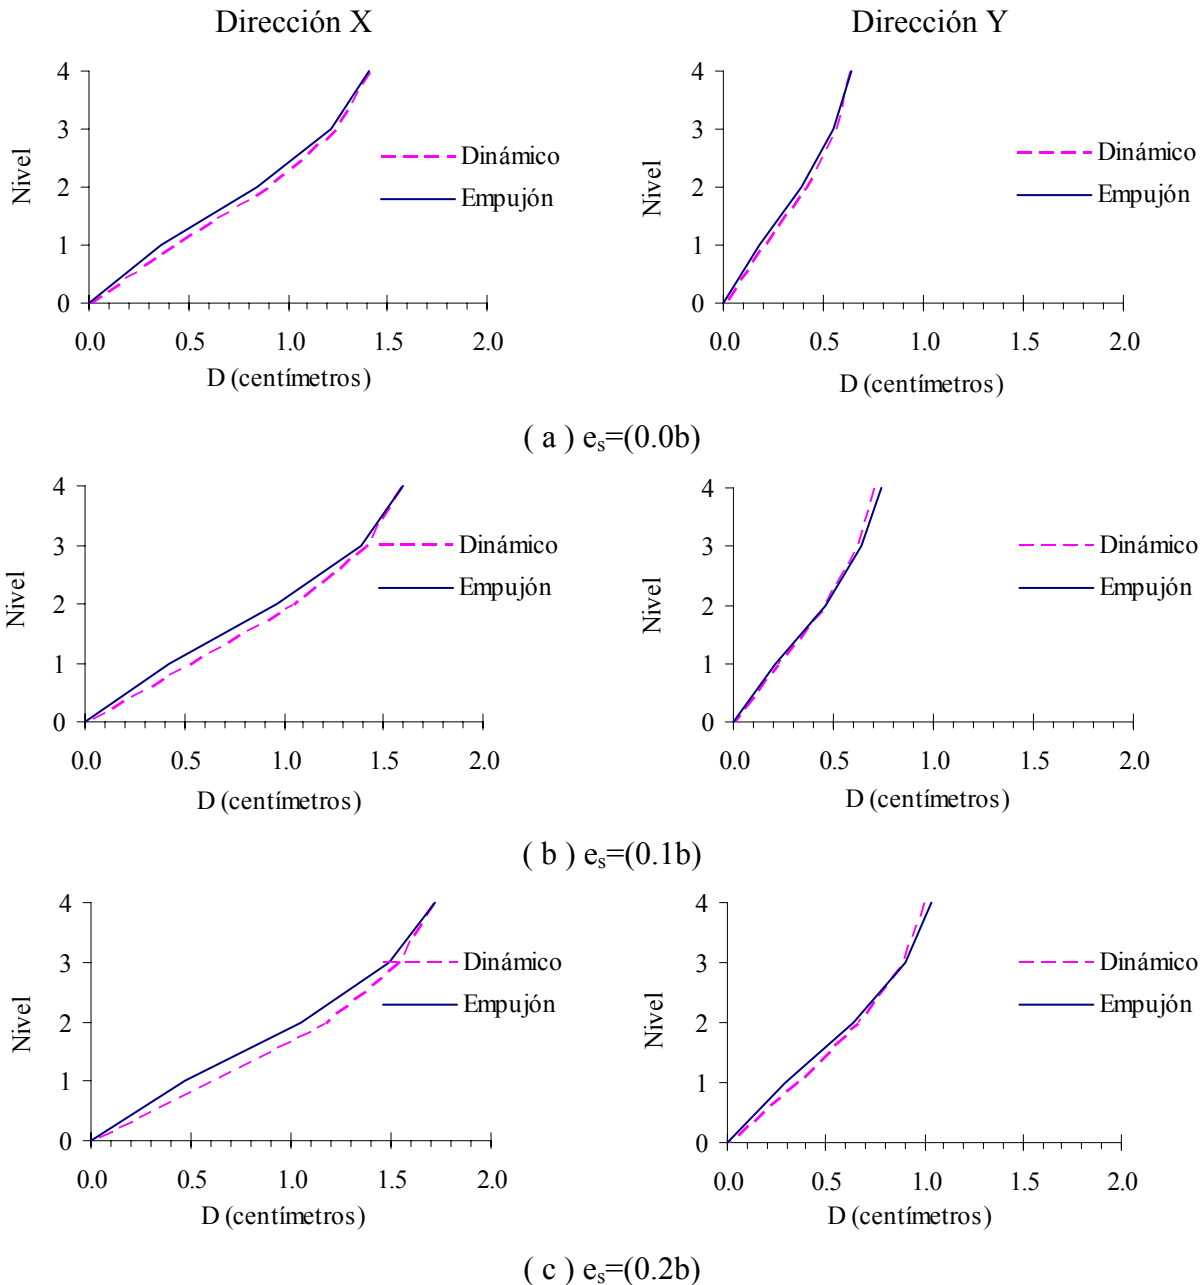 Dirección X
Dirección Y
4
3
2
1
0
Nivel
Dinámico
Empujón
0.0 0.5 1.0 1.5 2.0
D (centímetros)
4
3
2
1
0
Nivel
Dinámico
Empujón
0.0 0.5 1.0 1.5 2.0
D (centímetros)
( a ) es=(0.0b)
4
3
2
1
0
Nivel
Dinámico
Empujón
0.0 0.5 1.0 1.5 2.0
D (centímetros)
4
3
2
1
0
Nivel
Dinámico
Empujón
0.0 0.5 1.0 1.5 2.0
D (centímetros)
( b ) es=(0.1b)
4
3
2
1
0
Nivel
Dinámico
Empujón
0.0 0.5 1.0 1.5 2.0
D (centímetros)
4
3
2
1
0
Nivel
Dinámico
Empujón
0.0 0.5 1.0 1.5 2.0
D (centímetros)
( c ) es=(0.2b)